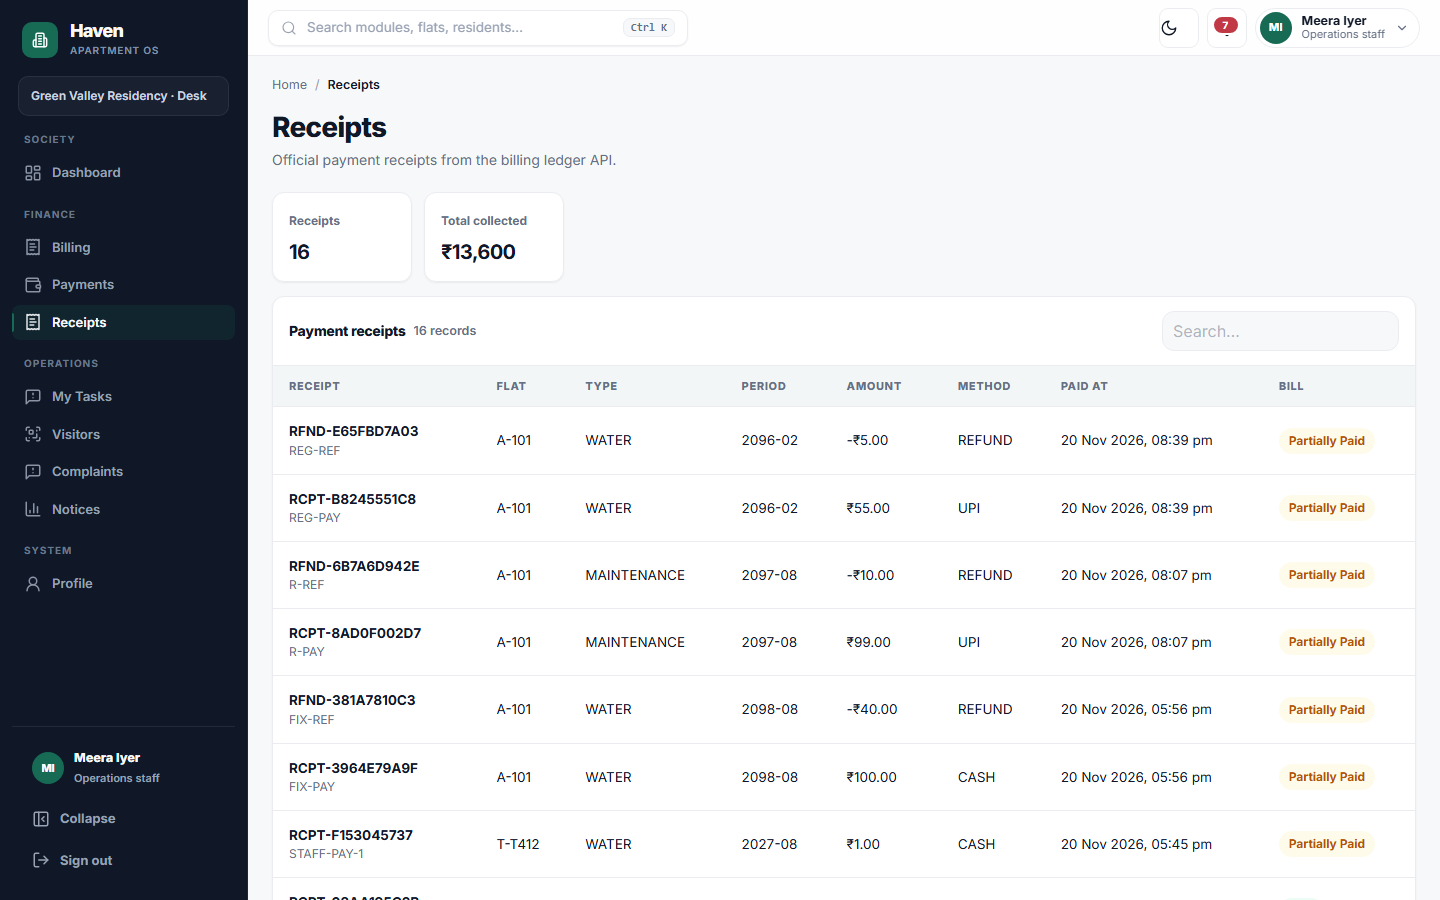 Haven
APARTMENT OS
Green Valley Residency · Desk
SOCIETY
Dashboard
FINANCE
Billing
Payments
Receipts
OPERATIONS
My Tasks
Visitors
Complaints
Notices
SYSTEM
Profile
MI
Meera Iyer
Operations staff
Collapse
Sign out
Search modules, flats, residents...
Ctrl K
7
MI
Meera Iyer
Operations staff
Home / Receipts
Receipts
Official payment receipts from the billing ledger API.
Receipts
16
Total collected
₹13,600
Payment receipts 16 records
Search...
RECEIPT FLAT TYPE PERIOD AMOUNT METHOD PAID AT BILL
RFND-E65FBD7A03 A-101 WATER 2096-02 -₹5.00 REFUND 20 Nov 2026, 08:39 pm Partially Paid
REG-REF
RCPT-B8245551C8 A-101 WATER 2096-02 ₹55.00 UPI 20 Nov 2026, 08:39 pm Partially Paid
REG-PAY
RFND-6B7A6D942E A-101 MAINTENANCE 2097-08 -₹10.00 REFUND 20 Nov 2026, 08:07 pm Partially Paid
R-REF
RCPT-8AD0F002D7 A-101 MAINTENANCE 2097-08 ₹99.00 UPI 20 Nov 2026, 08:07 pm Partially Paid
R-PAY
RFND-381A7810C3 A-101 WATER 2098-08 -₹40.00 REFUND 20 Nov 2026, 05:56 pm Partially Paid
FIX-REF
RCPT-3964E79A9F A-101 WATER 2098-08 ₹100.00 CASH 20 Nov 2026, 05:56 pm Partially Paid
FIX-PAY
RCPT-F153045737 T-T412 WATER 2027-08 ₹1.00 CASH 20 Nov 2026, 05:45 pm Partially Paid
STAFF-PAY-1